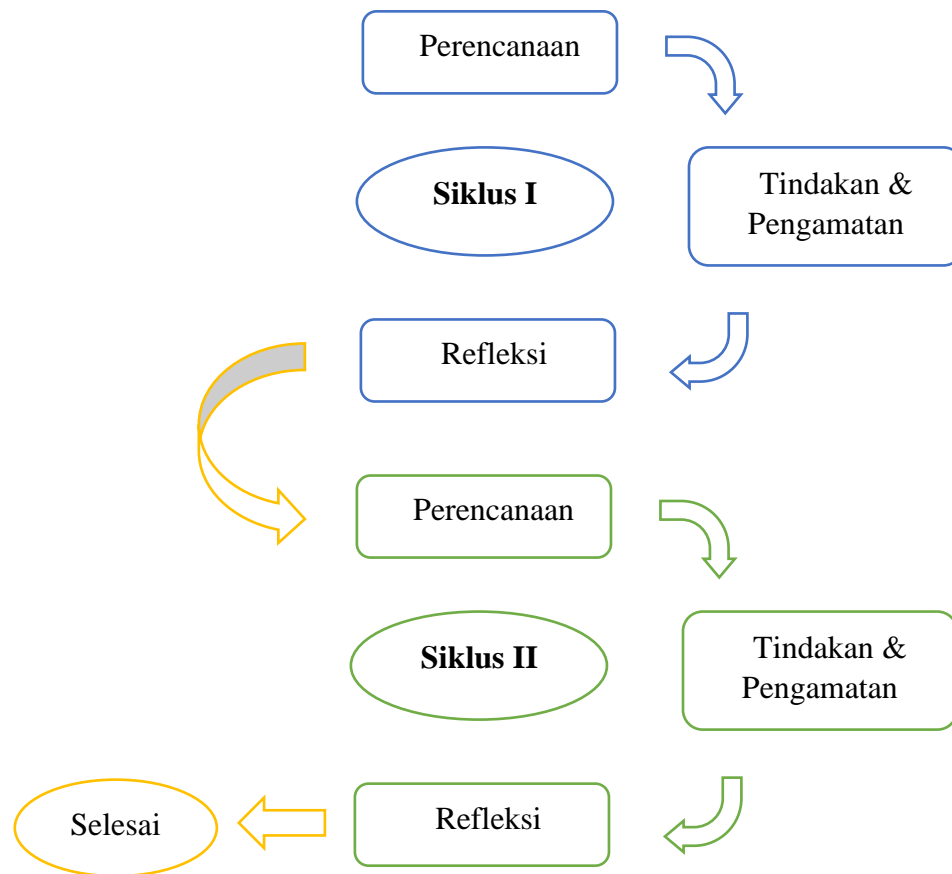 Perencanaan
Siklus I
Tindakan &
Pengamatan
Refleksi
Perencanaan
Siklus II
Tindakan &
Pengamatan
Refleksi
Selesai